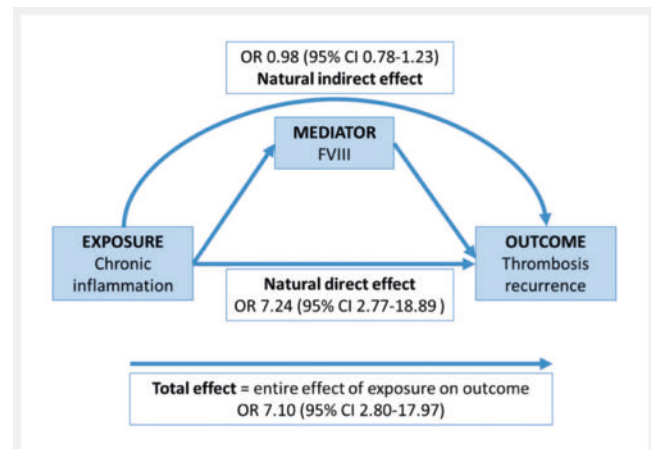 OR 0.98 (95% CI 0.78-1.23)
Natural indirect effect
MEDIATOR
FVIII
EXPOSURE
Chronic
inflammation
OUTCOME
Thrombosis
recurrence
Natural direct effect
OR 7.24 (95% CI 2.77-18.89 )
Total effect = entire effect of exposure on outcome
OR 7.10 (95% CI 2.80-17.97)